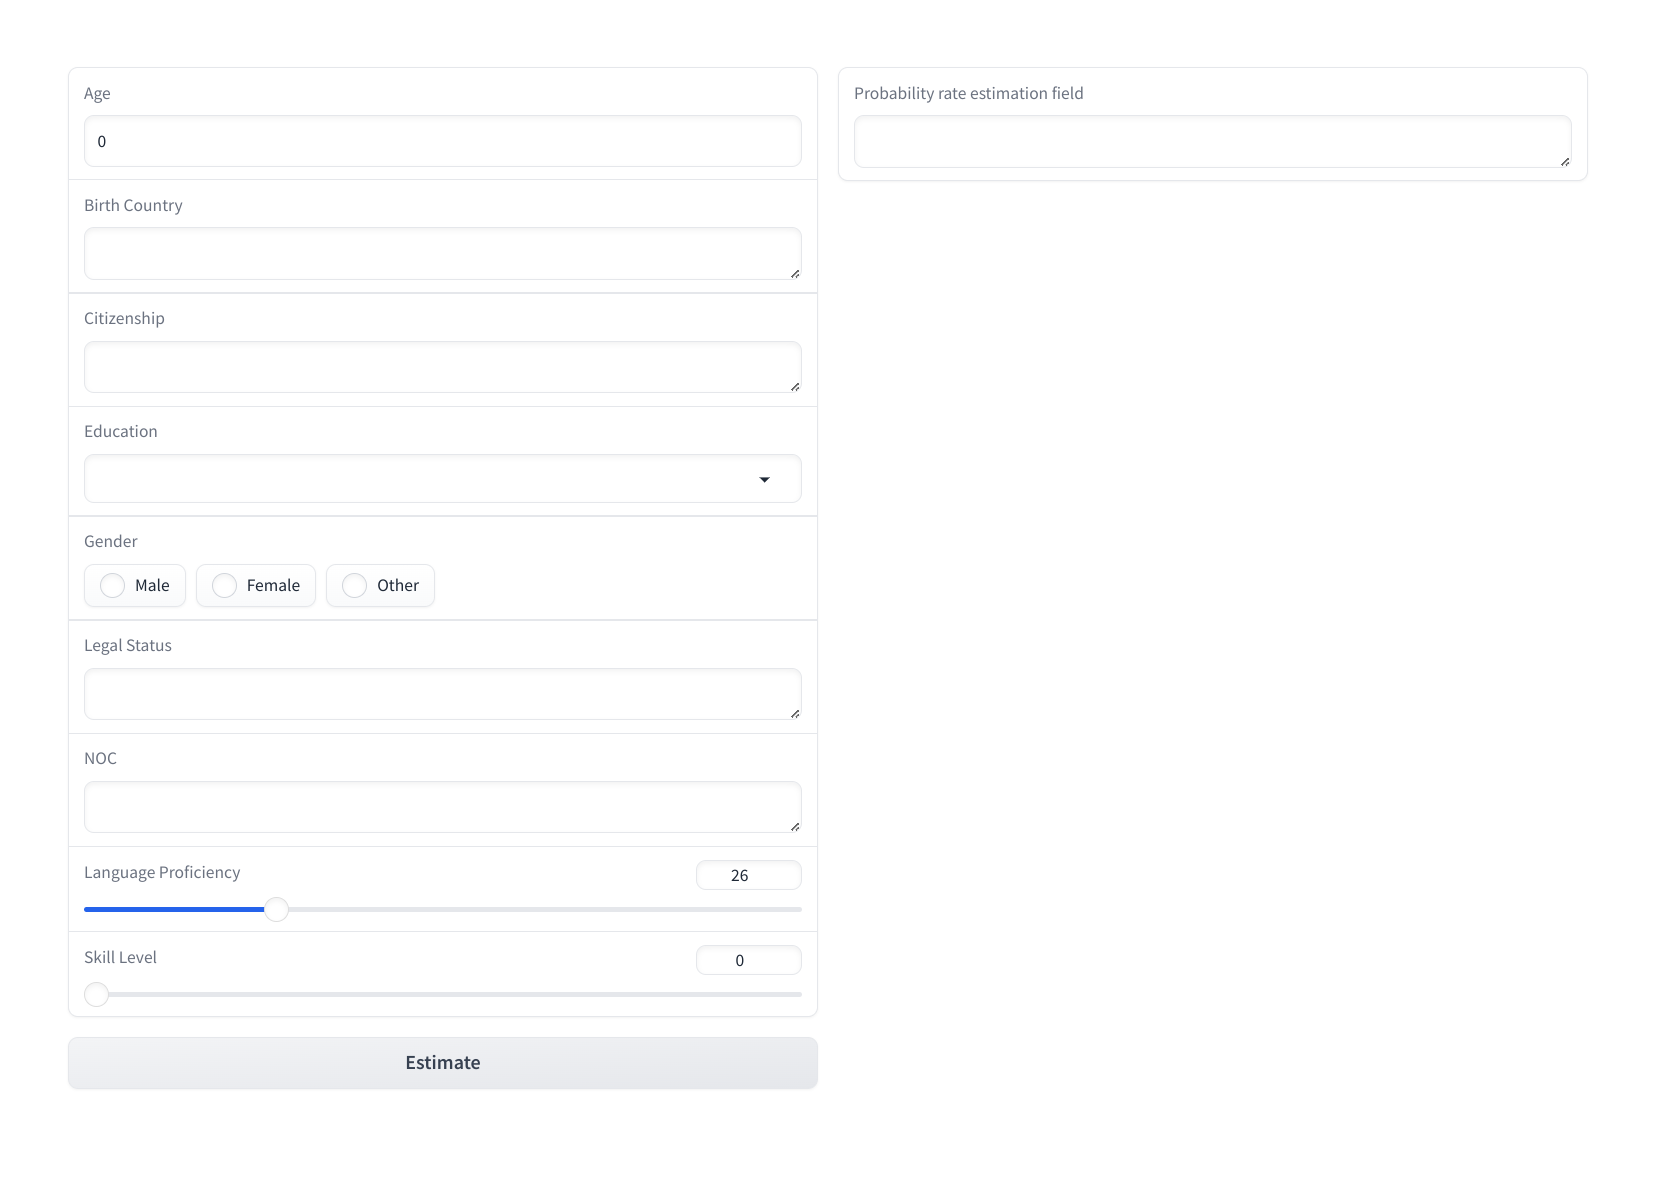 Age
0
Birth Country
Citizenship
Education
Gender
Male Female Other
Legal Status
NOC
Language Proficiency 26
Skill Level 0
Estimate
Probability rate estimation field